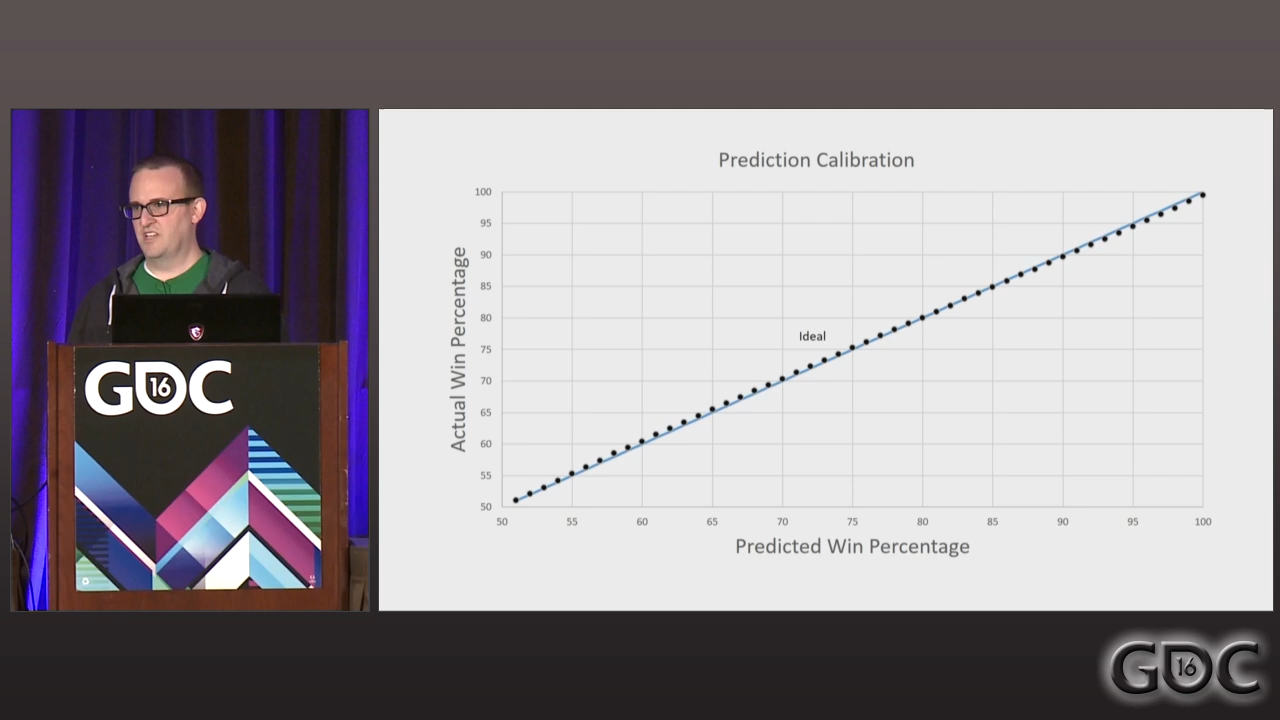 GDC 16
Prediction Calibration
Actual Win Percentage
100
95
90
85
80
75
70
65
60
55
50
Ideal
50 55 60 65 70 75 80 85 90 95 100
Predicted Win Percentage
GDC 16